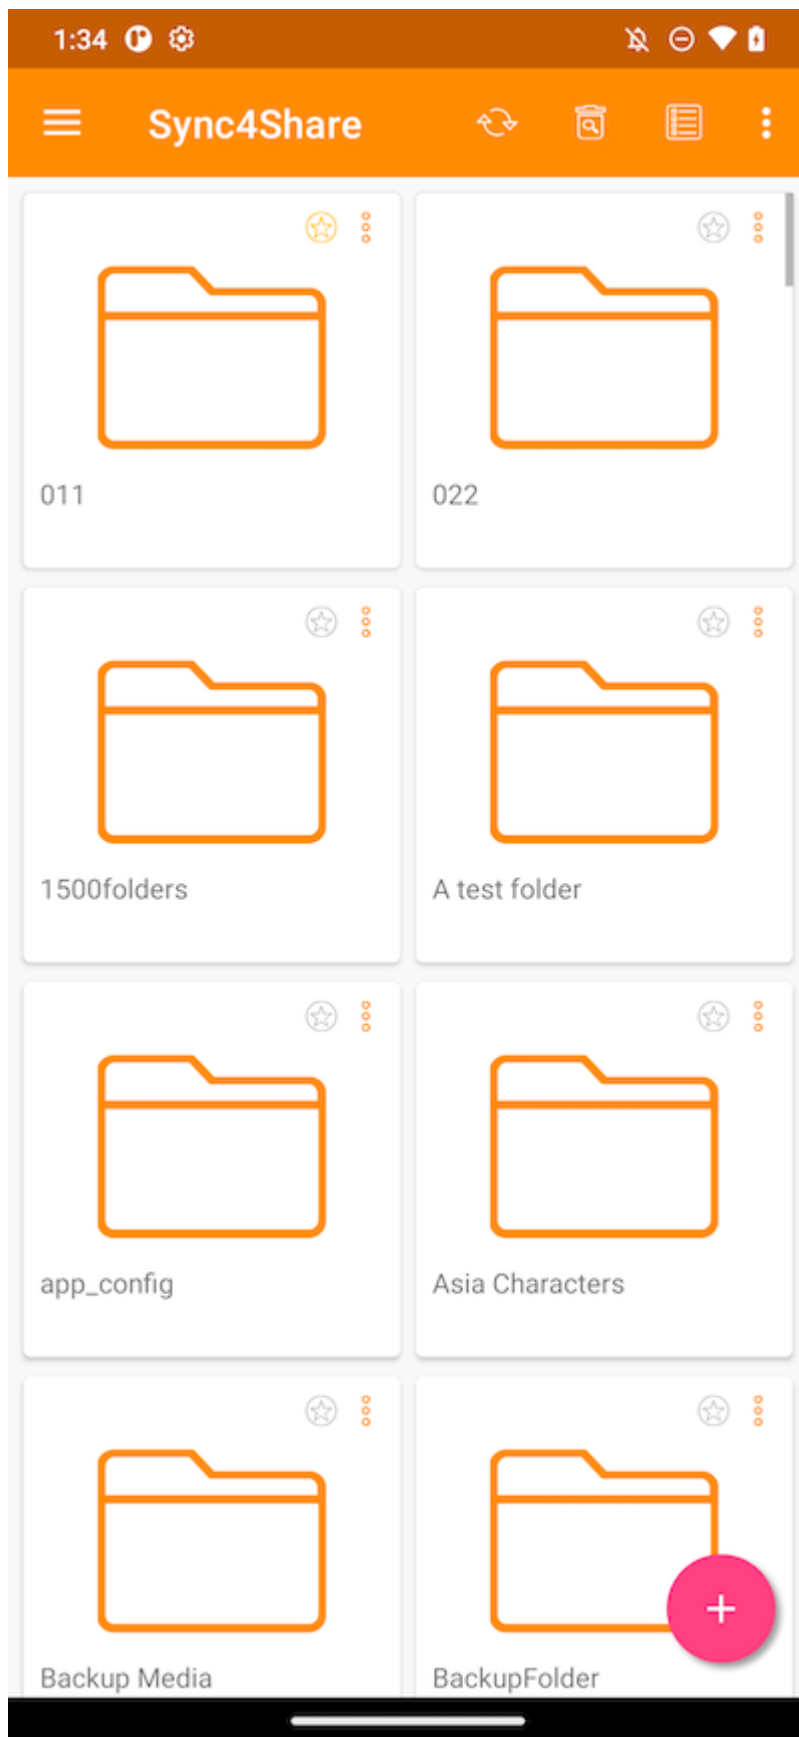 1:34
Sync4Share
011
022
1500folders
A test folder
app_config
Asia Characters
Backup Media
BackupFolder